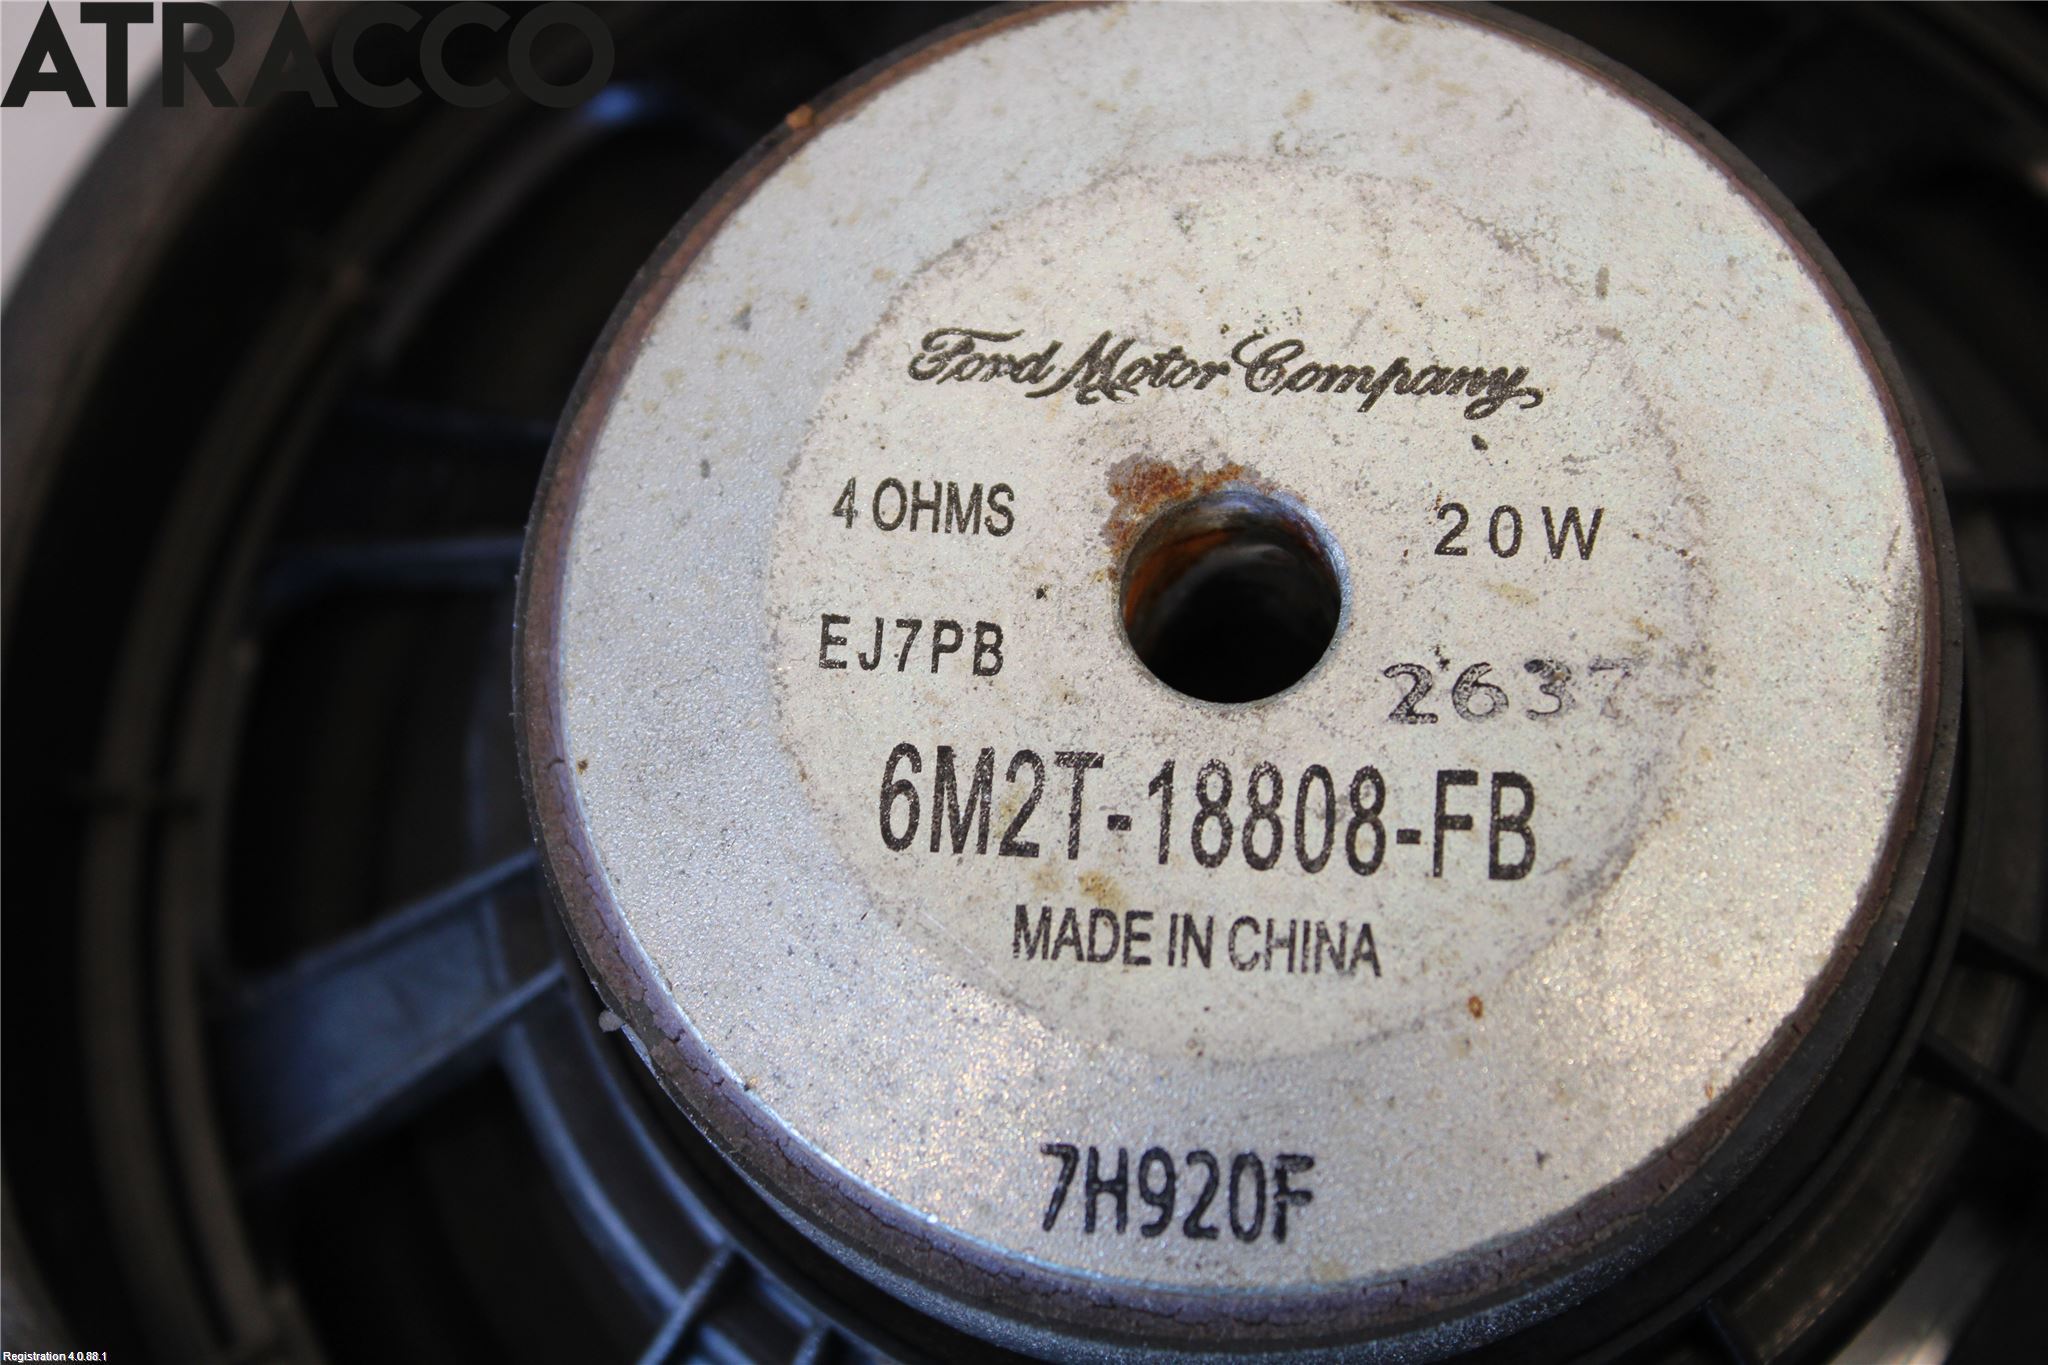 ATRACCO
Ford Motor Company
4 OHMS 20W
EJ7PB 2637
6M2T-18808-FB
MADE IN CHINA
7H920F
Registration 4.0.88.1